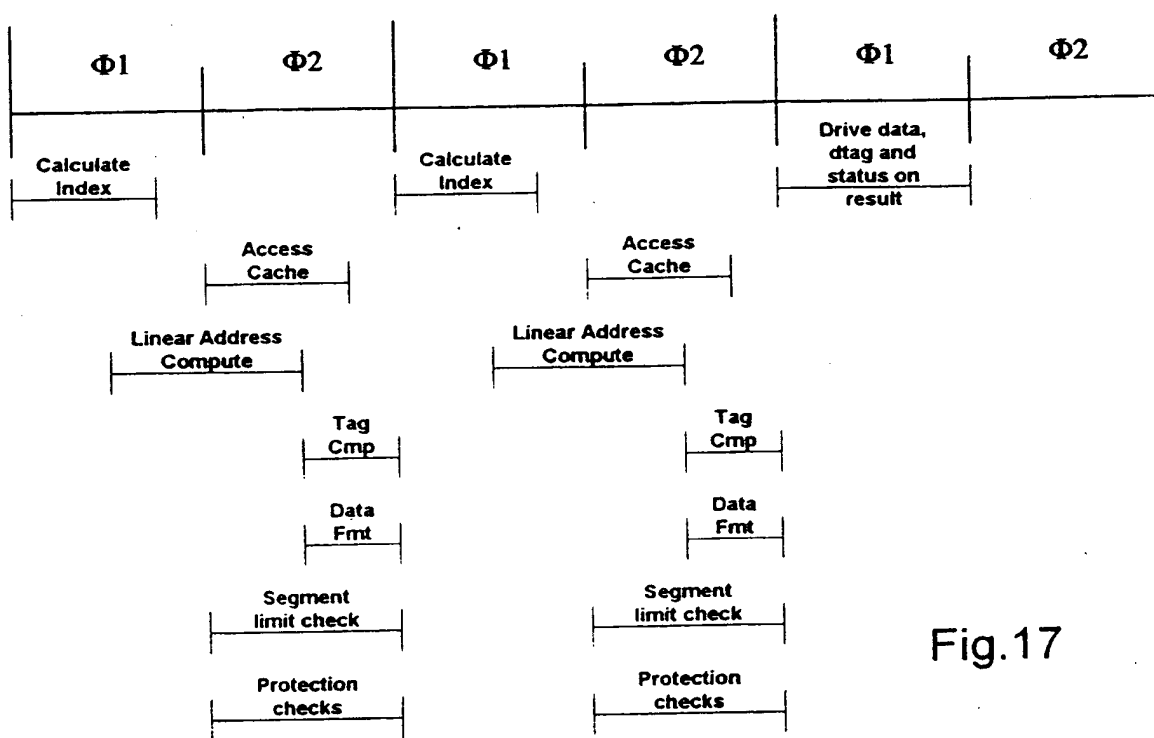 Φ1 Φ2 Φ1 Φ2 Φ1 Φ2
Calculate
Index
Calculate
Index
Drive data,
dtag and
status on
result
Access
Cache
Access
Cache
Linear Address
Compute
Linear Address
Compute
Tag
Cmp
Tag
Cmp
Data
Fmt
Data
Fmt
Segment
limit check
Segment
limit check
Protection
checks
Protection
checks
Fig.17